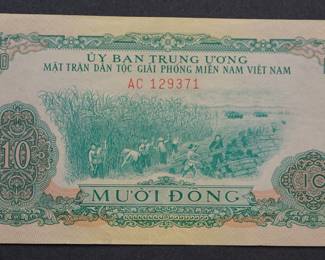 ỦY BAN TRUNG ƯƠNG
MẶT TRẬN DÂN TỘC GIẢI PHÓNG MIỀN NAM VIỆT NAM
AC 129371
10
10
MƯỜI ĐỒNG